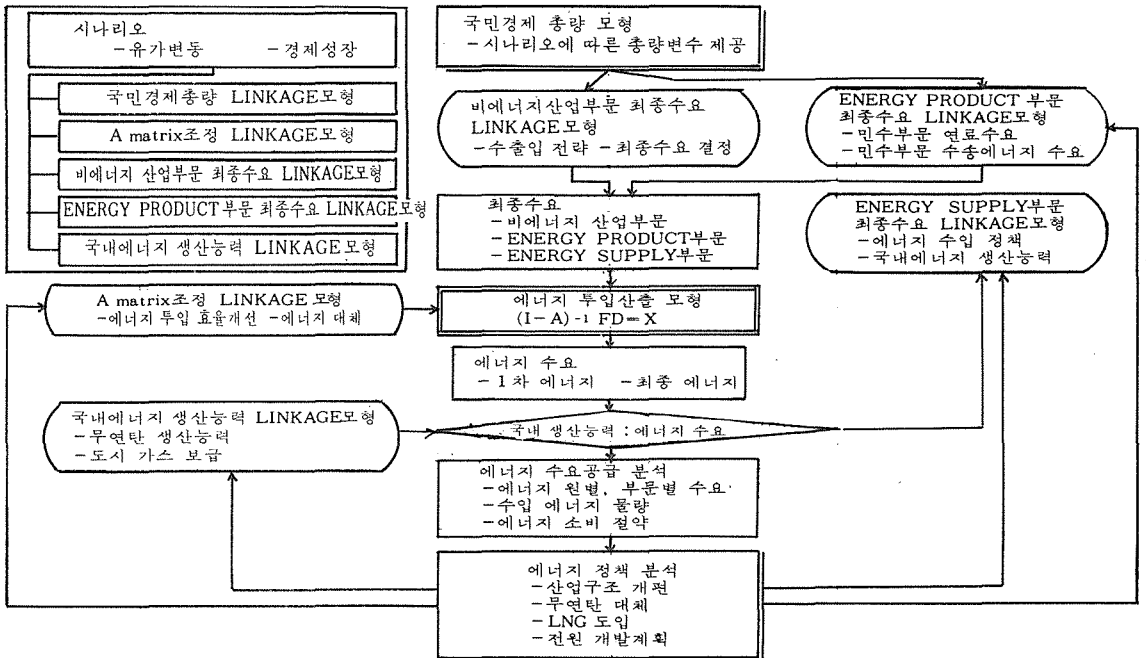 시나리오
-유가변동 -경제성장
국민경제총량 LINKAGE모형
A matrix조정 LINKAGE모형
비에너지 산업부문 최종수요 LINKAGE모형
ENERGY PRODUCT부문 최종수요 LINKAGE모형
국내에너지 생산능력 LINKAGE모형
국민경제 총량 모형
-시나리오에 따른 총량변수 제공
비에너지산업부문 최종수요
LINKAGE모형
-수출입 전략 -최종수요 결정
ENERGY PRODUCT 부문
최종수요 LINKAGE모형
-민수부문 연료수요
-민수부문 수송에너지 수요
최종수요
-비에너지 산업부문
-ENERGY PRODUCT부문
-ENERGY SUPPLY부문
ENERGY SUPPLY부문
최종수요 LINKAGE모형
-에너지 수입 정책
-국내에너지 생산능력
A matrix조정 LINKAGE 모형
-에너지 투입 효율개선 -에너지 대체
에너지 투입산출 모형
(I-A)-1 FD=X
에너지 수요
-1차 에너지 -최종 에너지
국내에너지 생산능력 LINKAGE모형
-무연탄 생산능력
-도시 가스 보급
국내 생산능력 : 에너지 수요
에너지 수요공급 분석
-에너지 원별, 부문별 수요
-수입 에너지 물량
-에너지 소비 절약
에너지 정책 분석
-산업구조 개편
-무연탄 대체
-LNG 도입
-전원 개발계획